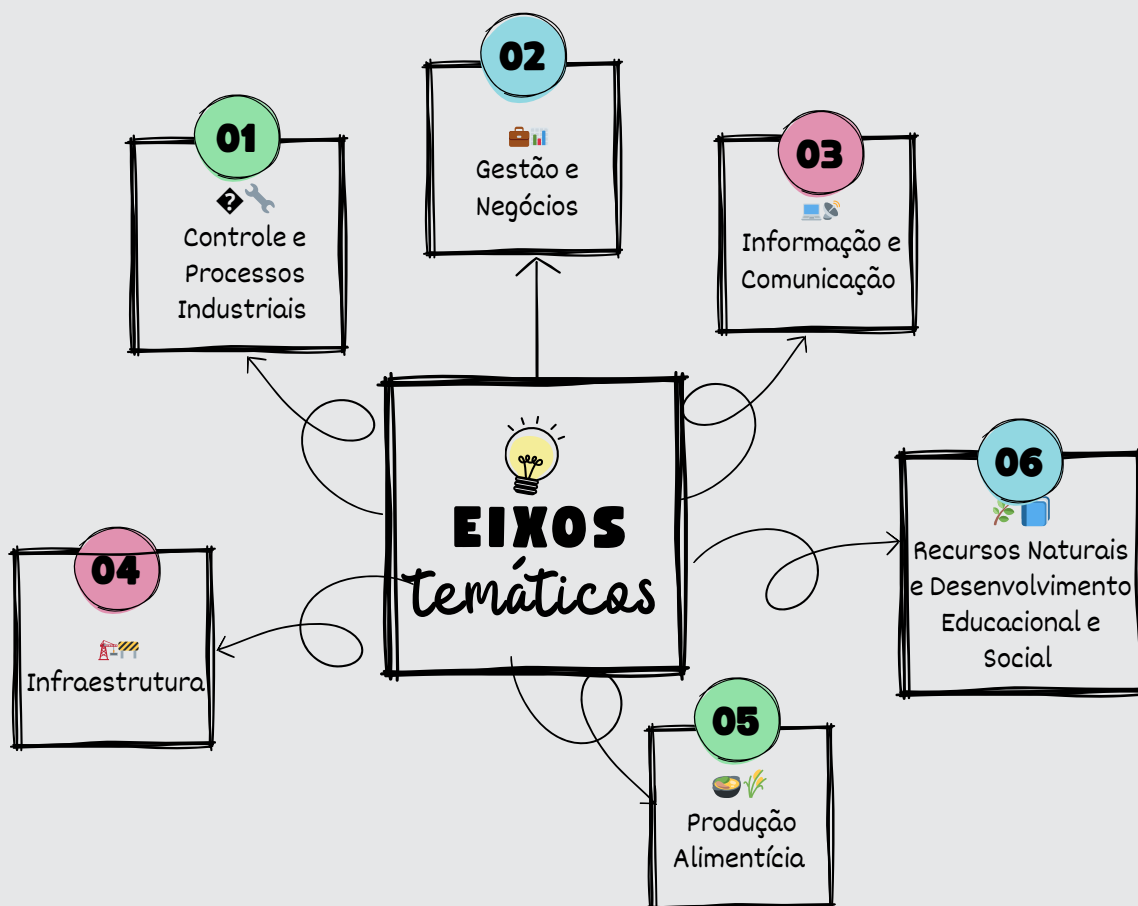 EIXOS
temáticos
01
Controle e
Processos
Industriais
02
Gestão e
Negócios
03
Informação e
Comunicação
04
Infraestrutura
05
Produção
Alimentícia
06
Recursos Naturais
e Desenvolvimento
Educacional e
Social